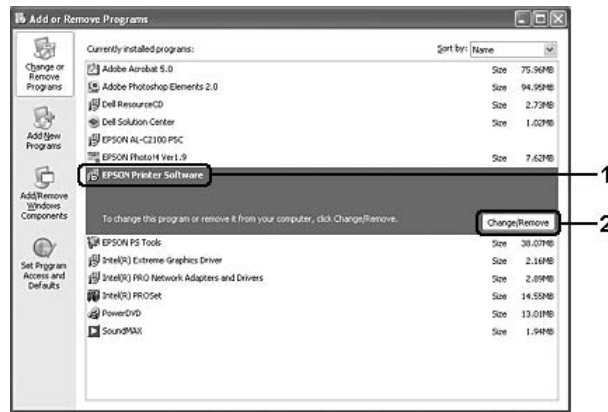 Add or Remove Programs
Change or
Remove
Programs
Add New
Programs
Add/Remove
Windows
Components
Set Program
Access and
Defaults
Currently installed programs:
Sort by: Name
Adobe Acrobat 5.0 Size 75.96MB
Adobe Photoshop Elements 2.0 Size 94.95MB
Dell ResourceCD Size 2.73MB
Dell Solution Center Size 1.02MB
EPSON AL-C2100 PSC
EPSON Photo!4 Ver1.9 Size 7.62MB
EPSON Printer Software 1
To change this program or remove it from your computer, click Change/Remove. Change/Remove 2
EPSON PS Tools Size 38.07MB
Intel(R) Extreme Graphics Driver Size 2.16MB
Intel(R) PRO Network Adapters and Drivers Size 2.89MB
Intel(R) PROSet Size 14.55MB
PowerDVD Size 13.01MB
SoundMAX Size 1.94MB